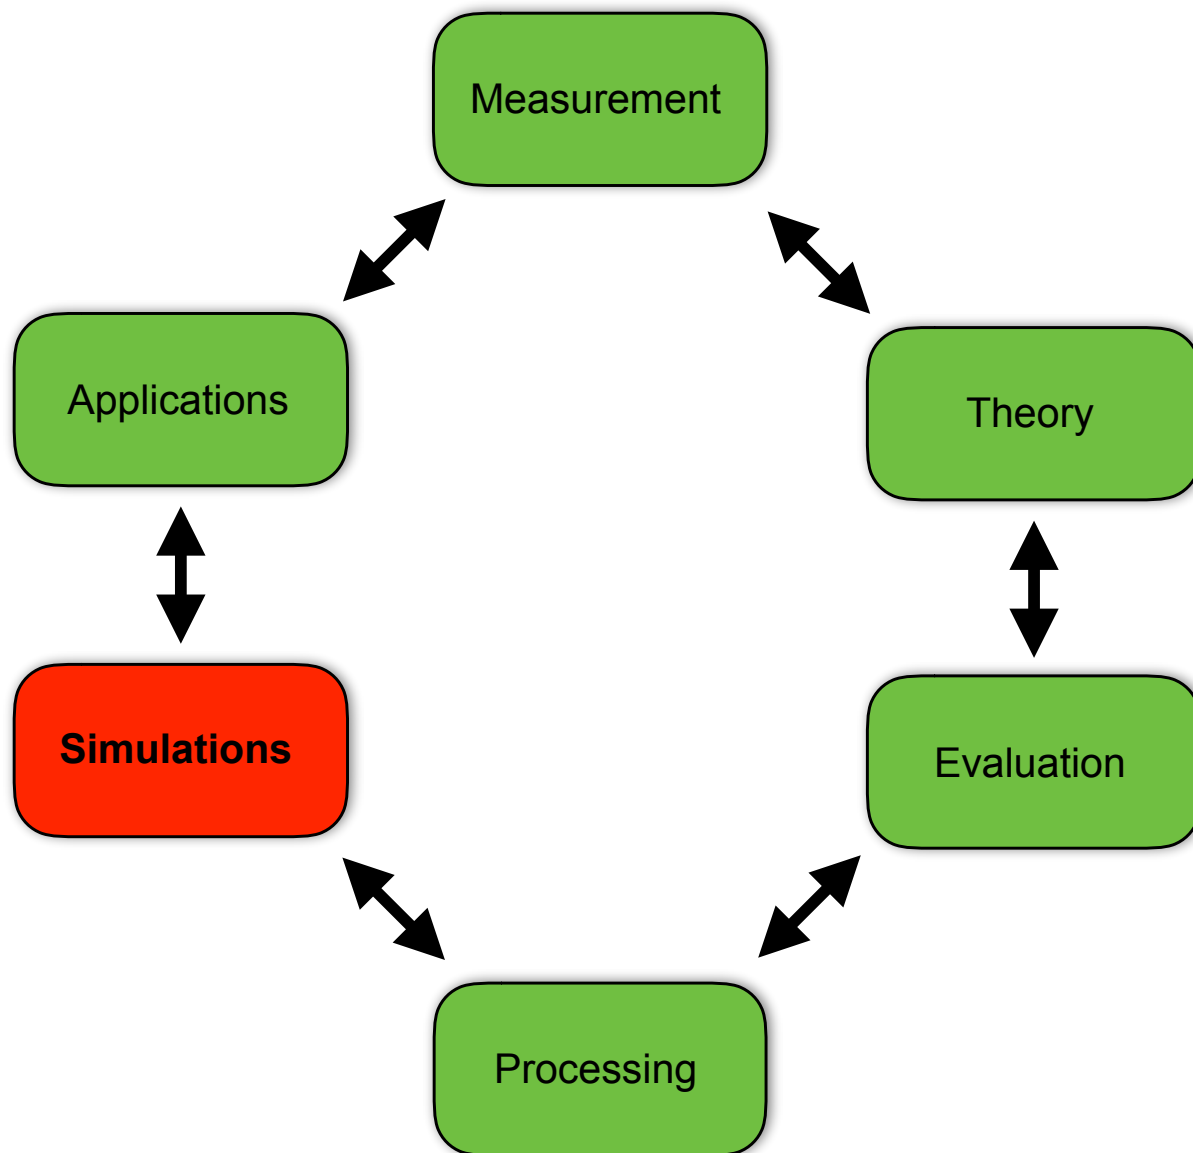 Measurement
Applications
Theory
Simulations
Evaluation
Processing